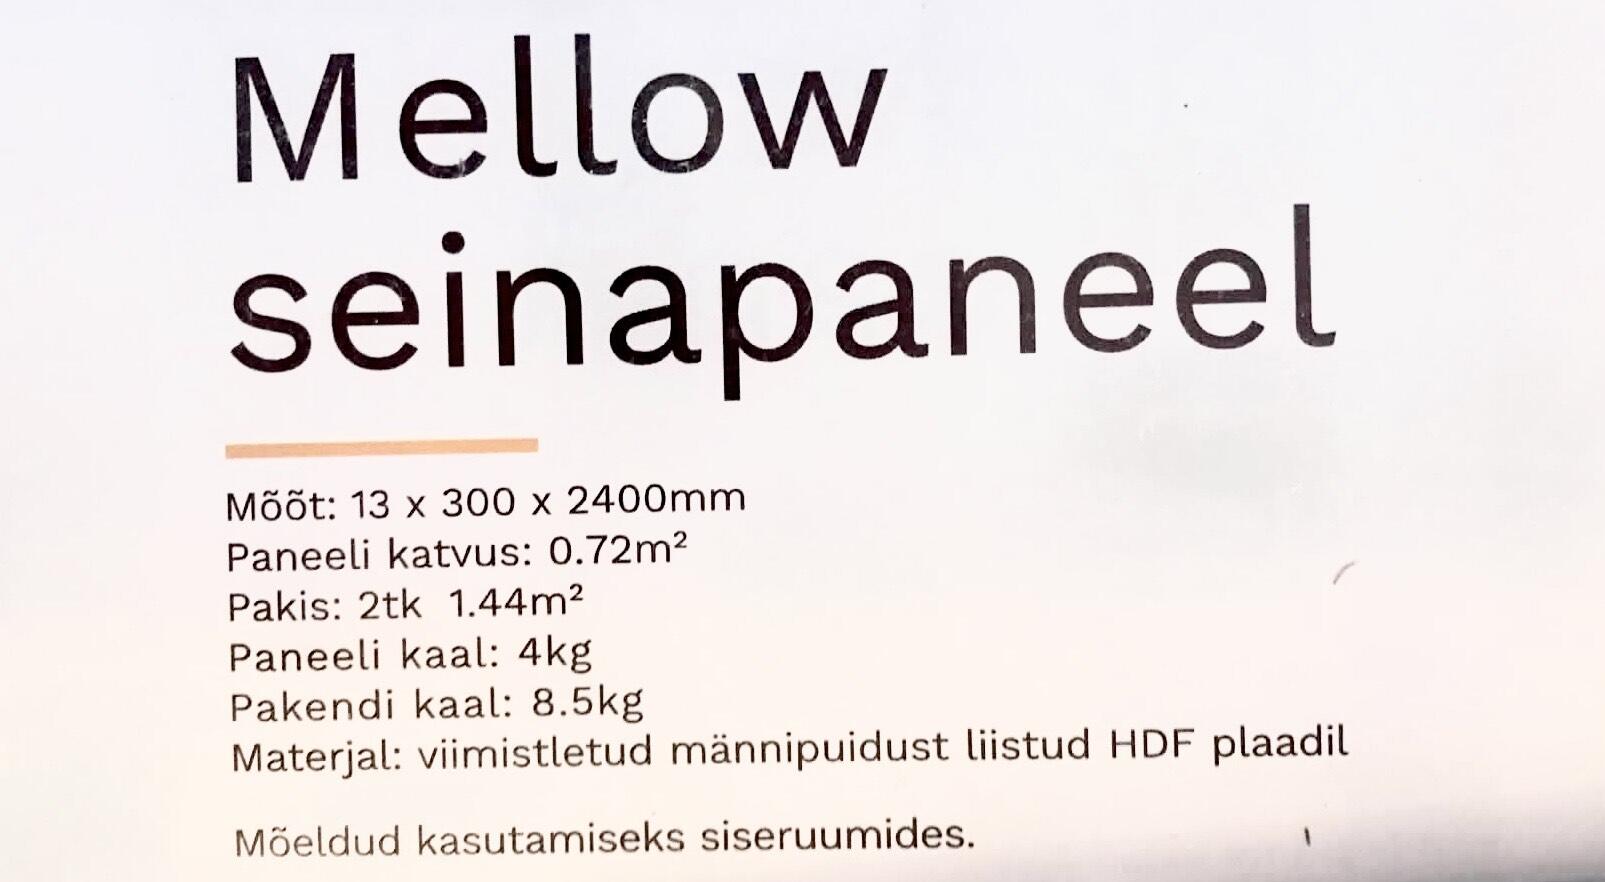 Mellow
seinapaneel
Mõõt: 13 x 300 x 2400mm
Paneeli katvus: 0.72m²
Pakis: 2tk 1.44m²
Paneeli kaal: 4kg
Pakendi kaal: 8.5kg
Materjal: viimistletud männipuidust liistud HDF plaadil
Mõeldud kasutamiseks siseruumides.